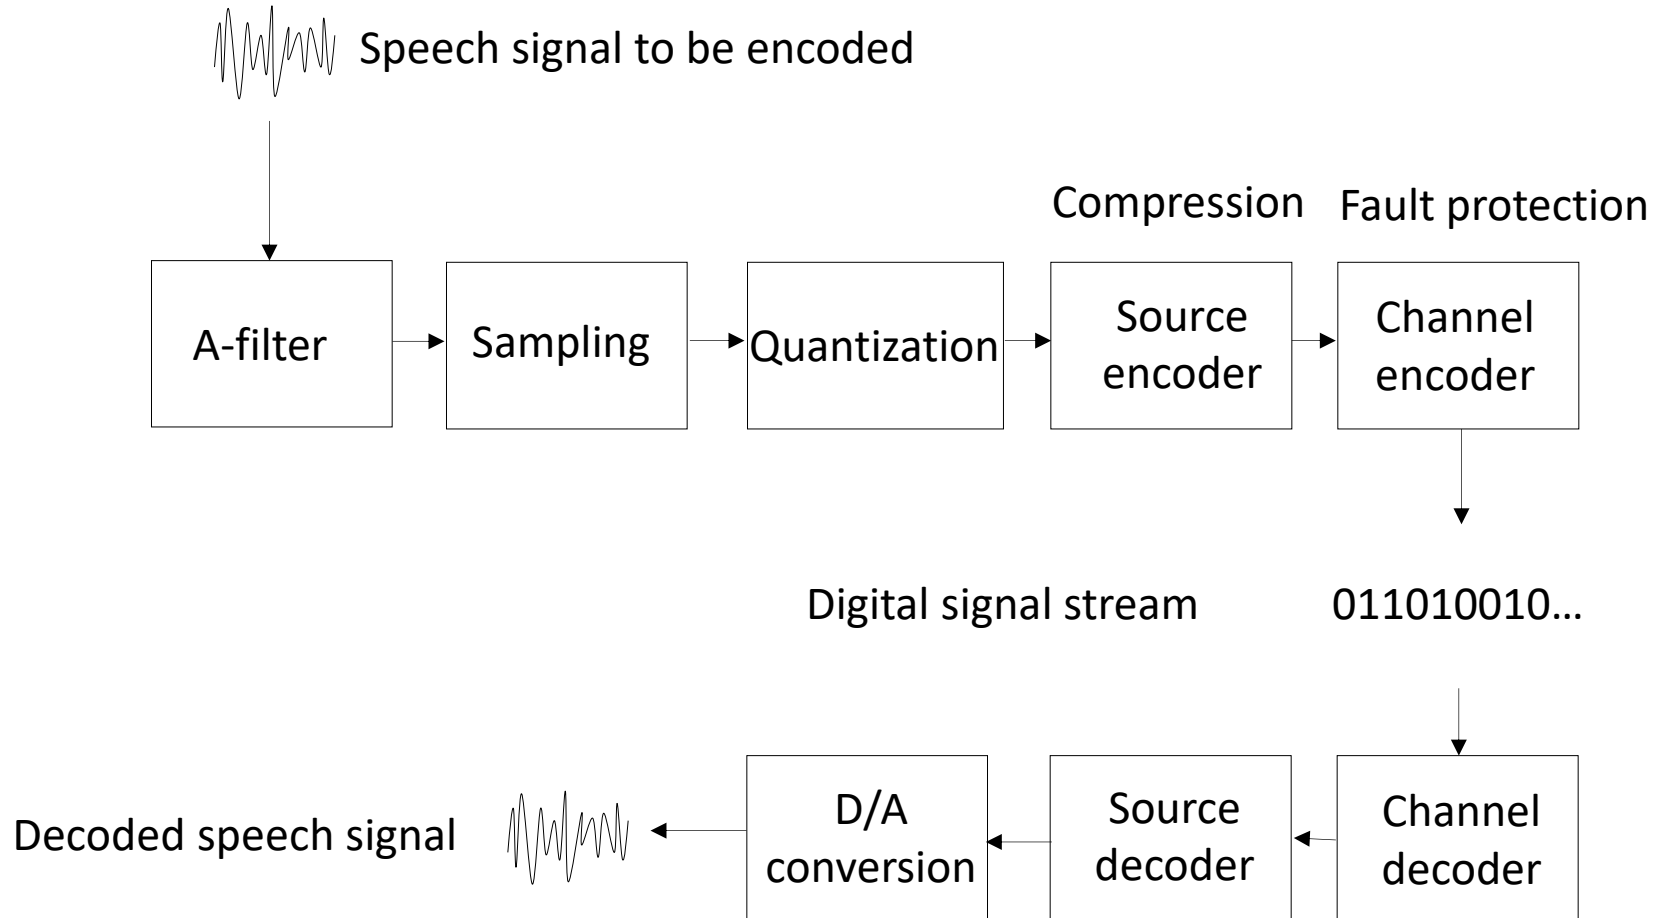 Speech signal to be encoded
Compression
Fault protection
A-filter
Sampling
Quantization
Source
encoder
Channel
encoder
Digital signal stream
011010010...
Decoded speech signal
D/A
conversion
Source
decoder
Channel
decoder